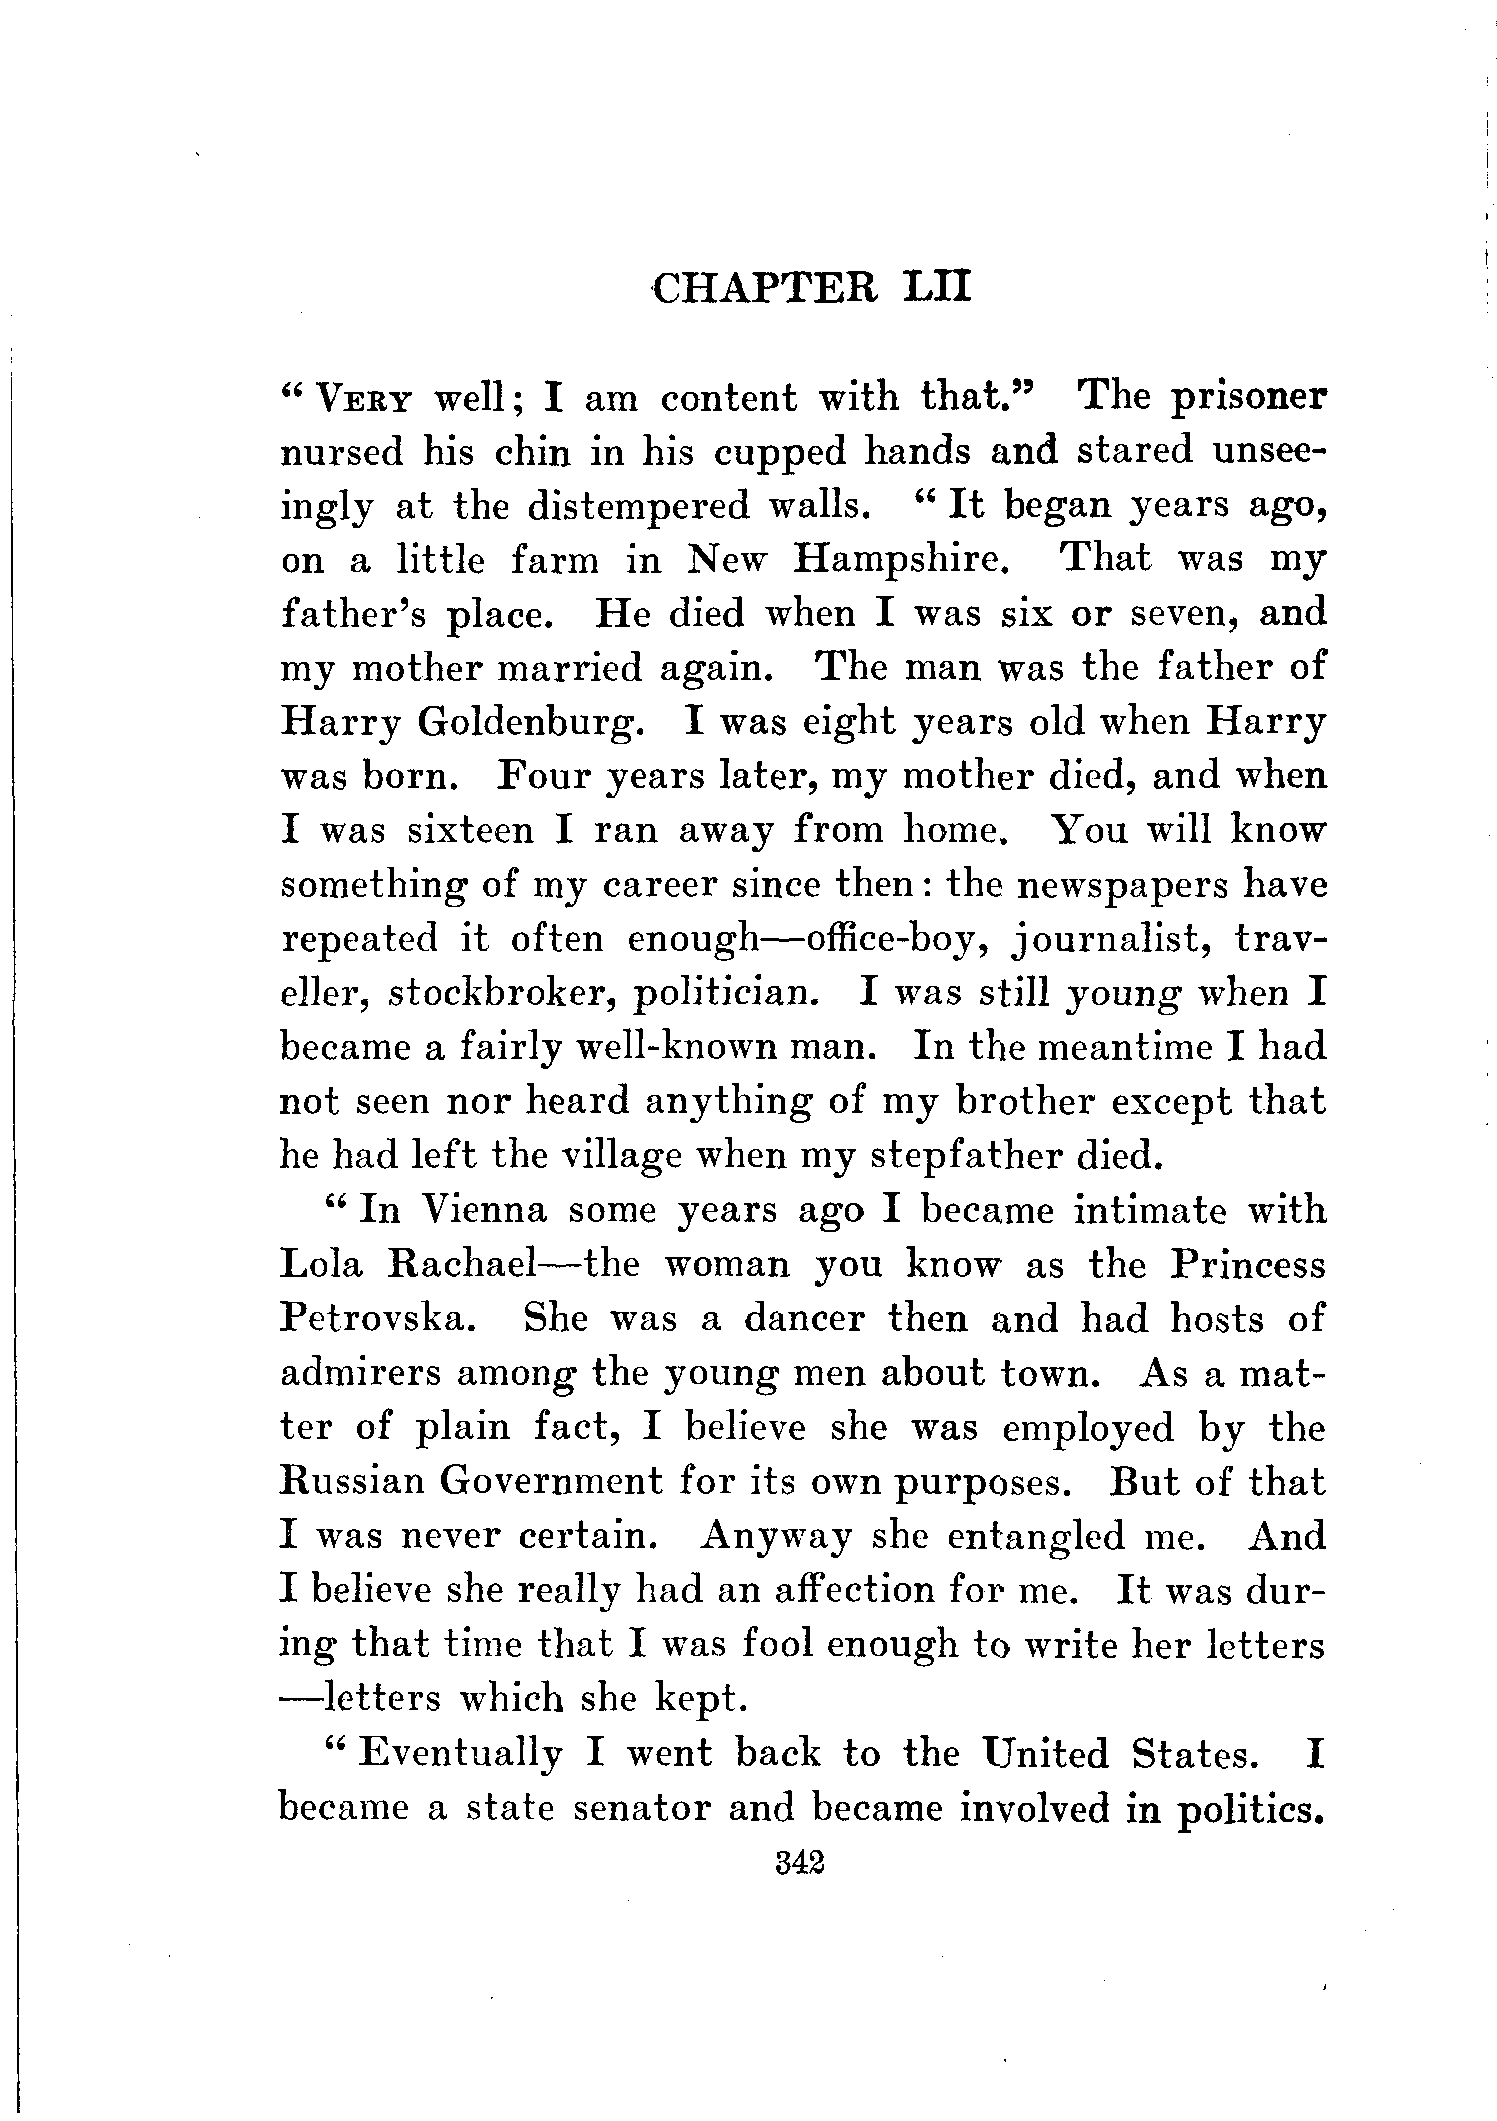 CHAPTER LII
“ VERY well; I am content with that.” The prisoner
nursed his chin in his cupped hands and stared unsee-
ingly at the distempered walls. “ It began years ago,
on a little farm in New Hampshire. That was my
father’s place. He died when I was six or seven, and
my mother married again. The man was the father of
Harry Goldenburg. I was eight years old when Harry
was born. Four years later, my mother died, and when
I was sixteen I ran away from home. You will know
something of my career since then: the newspapers have
repeated it often enough—office-boy, journalist, trav-
eller, stockbroker, politician. I was still young when I
became a fairly well-known man. In the meantime I had
not seen nor heard anything of my brother except that
he had left the village when my stepfather died.
“ In Vienna some years ago I became intimate with
Lola Rachael—the woman you know as the Princess
Petrovska. She was a dancer then and had hosts of
admirers among the young men about town. As a mat-
ter of plain fact, I believe she was employed by the
Russian Government for its own purposes. But of that
I was never certain. Anyway she entangled me. And
I believe she really had an affection for me. It was dur-
ing that time that I was fool enough to write her letters
—letters which she kept.
“ Eventually I went back to the United States. I
became a state senator and became involved in politics.
342